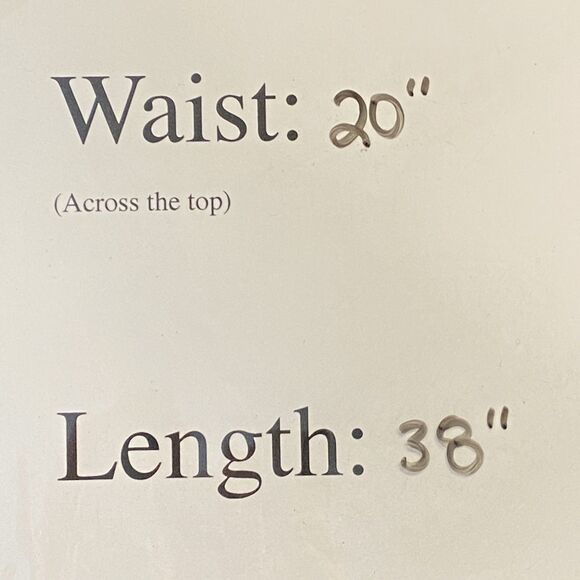 Waist: 20"
(Across the top)
Length: 38"